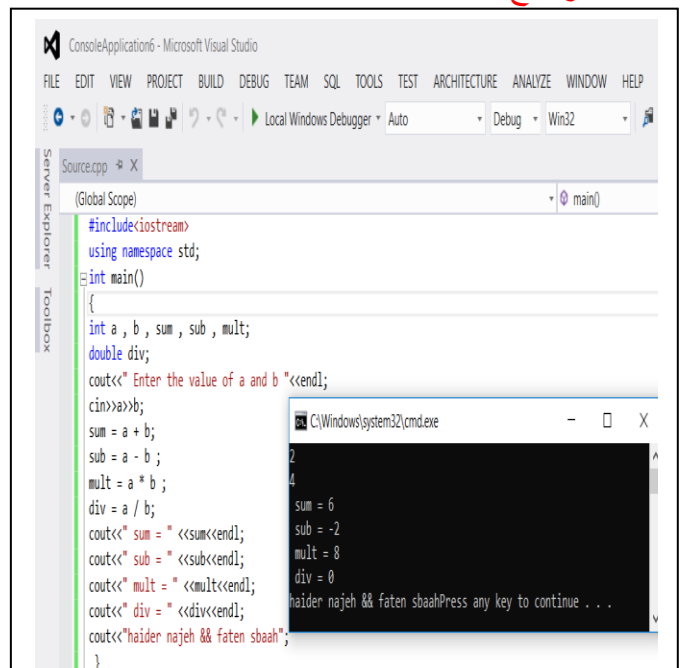 ConsoleApplication6 - Microsoft Visual Studio
FILE EDIT VIEW PROJECT BUILD DEBUG TEAM SQL TOOLS TEST ARCHITECTURE ANALYZE WINDOW HELP
Local Windows Debugger Auto Debug Win32
Server Explorer
Toolbox
Source.cpp
(Global Scope) main()
#include<iostream>
using namespace std;
int main()
{
int a , b , sum , sub , mult;
double div;
cout<<" Enter the value of a and b "<<endl;
cin>>a>>b;
sum = a + b;
sub = a - b ;
mult = a * b ;
div = a / b;
cout<<" sum = " <<sum<<endl;
cout<<" sub = " <<sub<<endl;
cout<<" mult = " <<mult<<endl;
cout<<" div = " <<div<<endl;
cout<<"haider najeh && faten sbaah";
}
C:\Windows\system32\cmd.exe
2
4
sum = 6
sub = -2
mult = 8
div = 0
haider najeh && faten sbaahPress any key to continue . . .